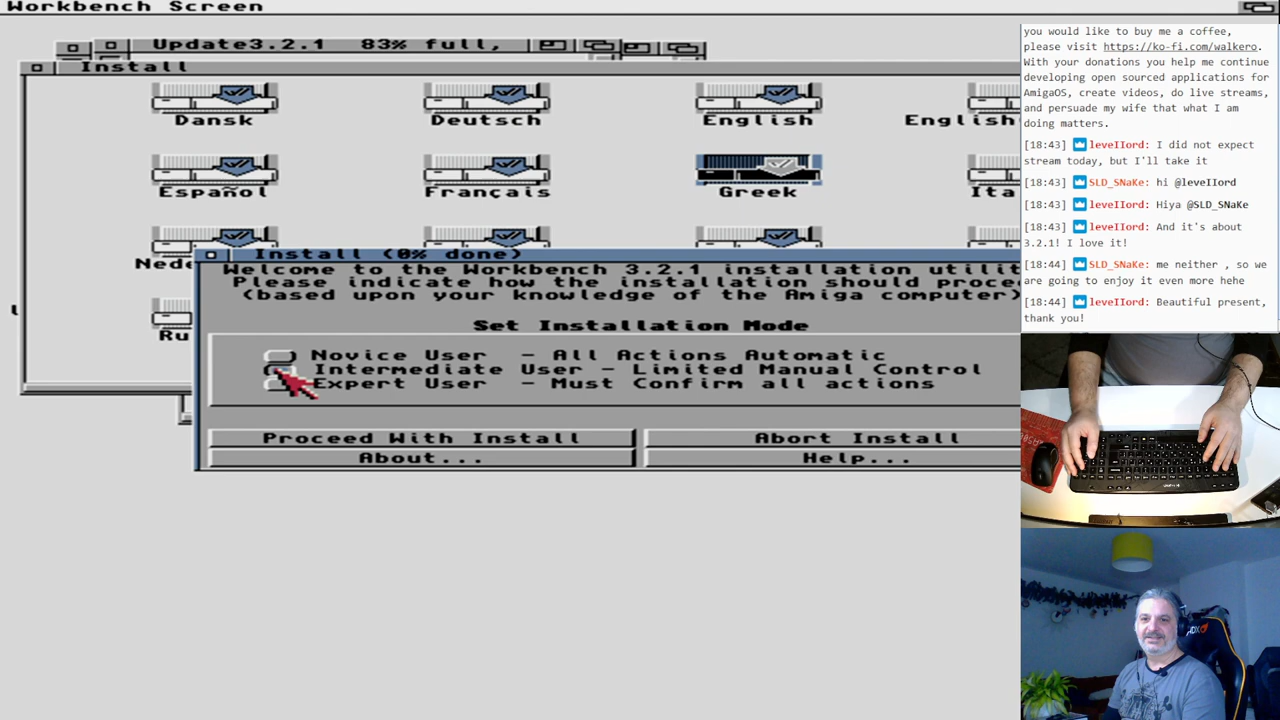 Workbench Screen
Update3.2.1 83% full,
Install
Dansk
Deutsch
English
English
Español
Français
Greek
Ita
Nede
Ru
Install (0% done)
Welcome to the Workbench 3.2.1 installation utilit
Please indicate how the installation should procee
(based upon your knowledge of the Amiga computer)
Set Installation Mode
Novice User - All Actions Automatic
Intermediate User - Limited Manual Control
Expert User - Must Confirm all actions
Proceed With Install
Abort Install
About...
Help...
you would like to buy me a coffee,
please visit https://ko-fi.com/walkero.
With your donations you help me continue
developing open sourced applications for
AmigaOS, create videos, do live streams,
and persuade my wife that what I am
doing matters.
[18:43] leveIIord: I did not expect
stream today, but I'll take it
[18:43] SLD_SNaKe: hi @leveIIord
[18:43] leveIIord: Hiya @SLD_SNaKe
[18:43] leveIIord: And it's about
3.2.1! I love it!
[18:44] SLD_SNaKe: me neither , so we
are going to enjoy it even more hehe
[18:44] leveIIord: Beautiful present,
thank you!